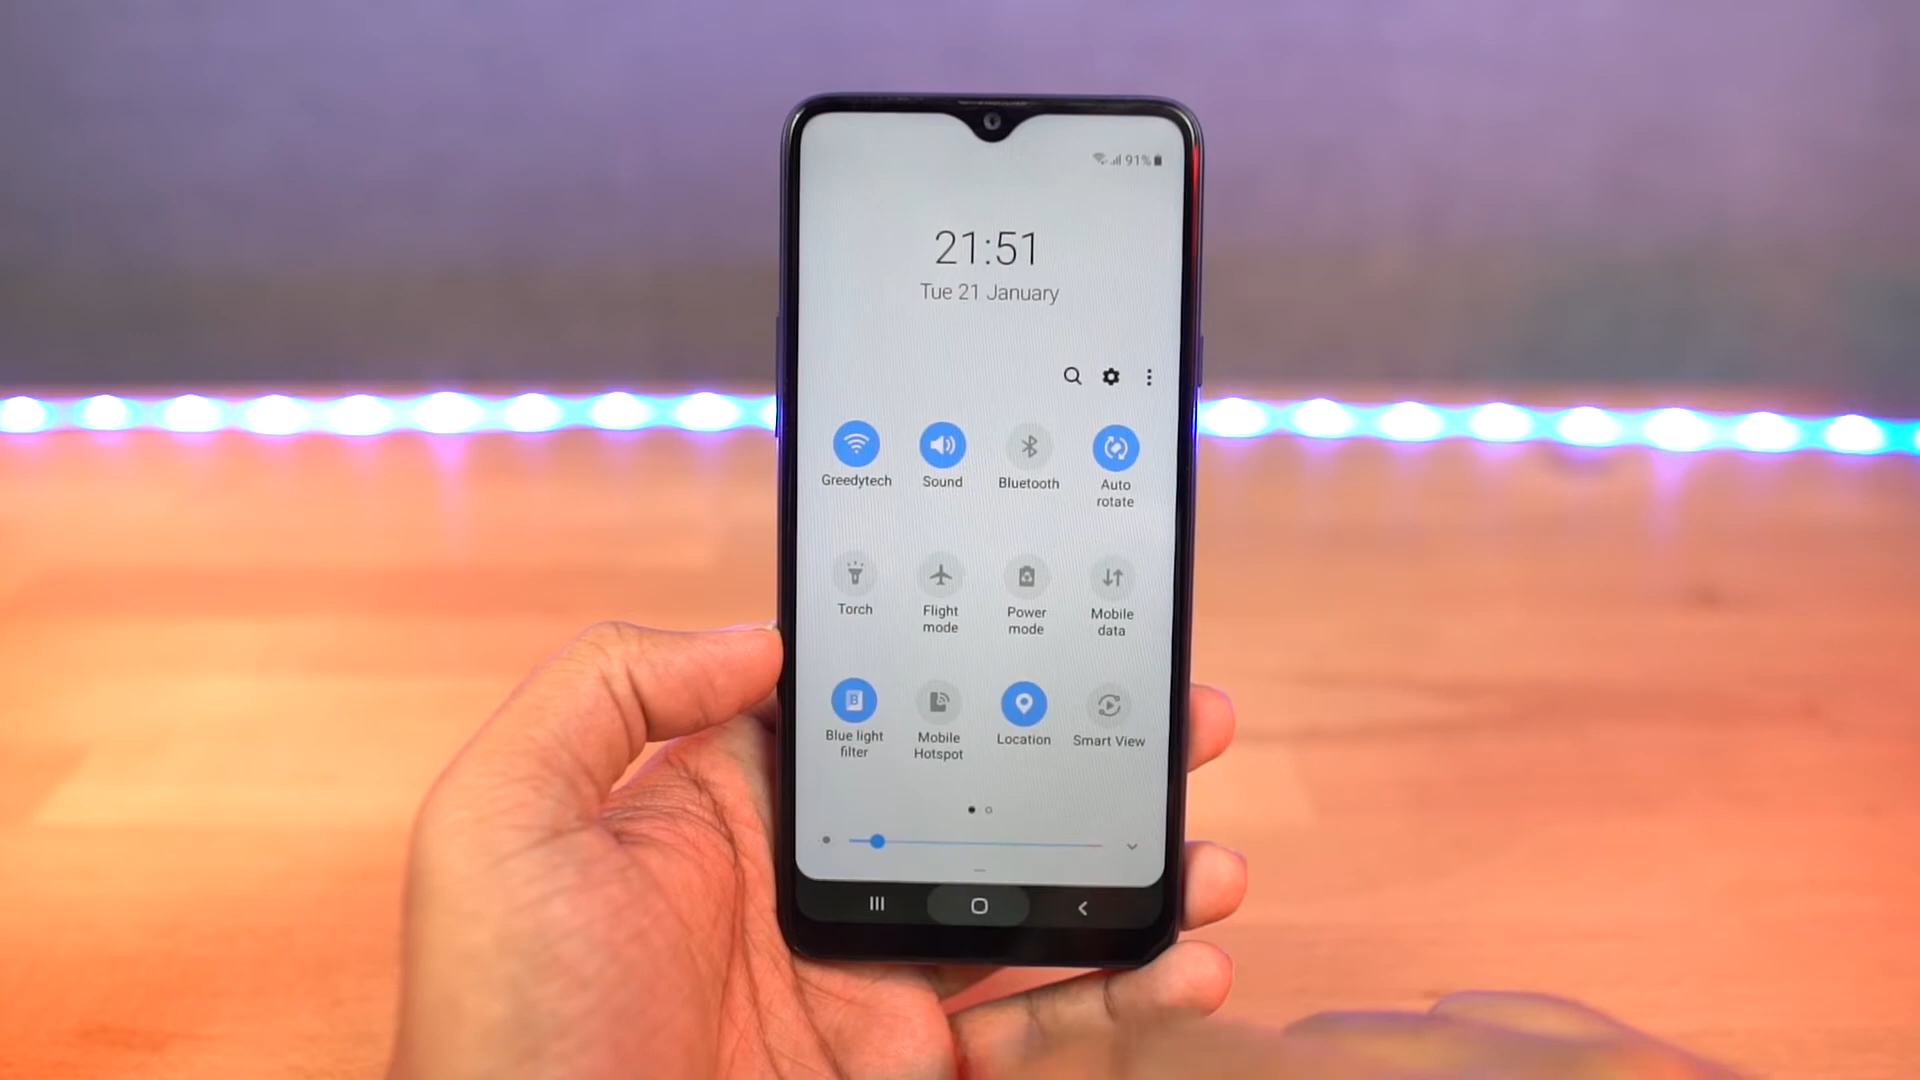 91%
21:51
Tue 21 January
Greedytech
Sound
Bluetooth
Auto
rotate
Torch
Flight
mode
Power
mode
Mobile
data
Blue light
filter
Mobile
Hotspot
Location
Smart View